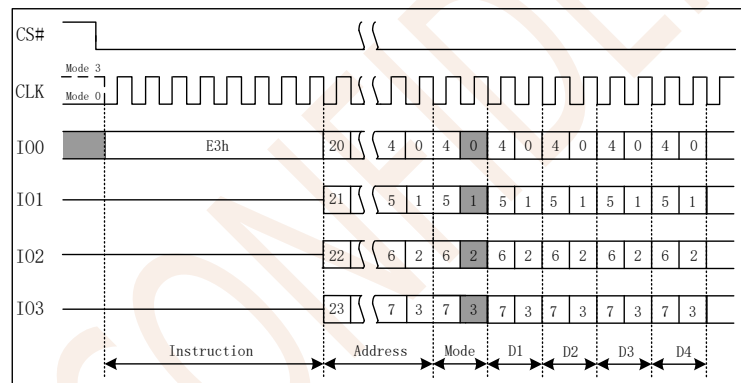 CS#
Mode 3
CLK
Mode 0
IO0 E3h 20 4 0 4 0 4 0 4 0 4 0 4 0
IO1 21 5 1 5 1 5 1 5 1 5 1 5 1
IO2 22 6 2 6 2 6 2 6 2 6 2 6 2
IO3 23 7 3 7 3 7 3 7 3 7 3 7 3
Instruction Address Mode D1 D2 D3 D4